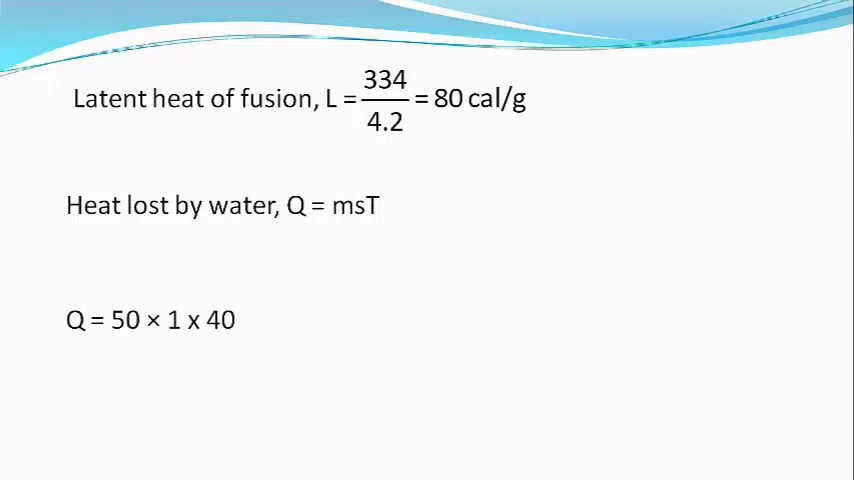 Latent heat of fusion, L = 334/4.2 = 80 cal/g
Heat lost by water, Q = msT
Q = 50 × 1 x 40